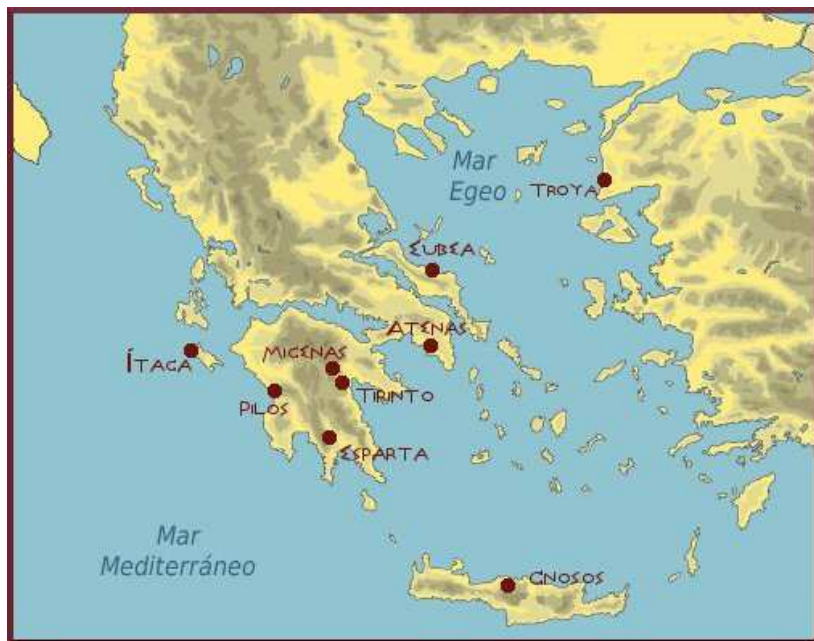 Mar
Egeo
TROYA
EUBEA
ATENAS
MICENAS
ÍTACA
TIRINTO
PILOS
ESPARTA
Mar
Mediterráneo
CNOSOS